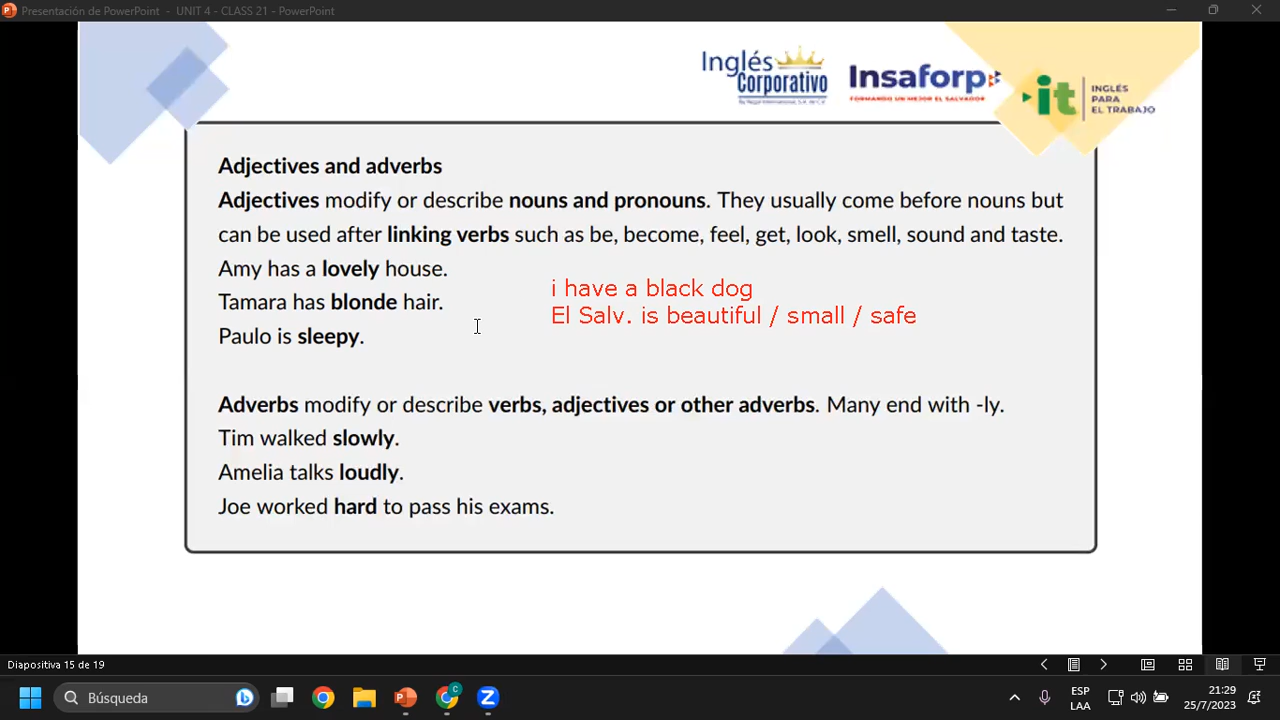 Presentación de PowerPoint - UNIT 4 - CLASS 21 - PowerPoint
Inglés
Corporativo
Insaforp
FORMANDO UN MEJOR EL SALVADOR
it
INGLÉS
PARA
EL TRABAJO
Adjectives and adverbs
Adjectives modify or describe nouns and pronouns. They usually come before nouns but
can be used after linking verbs such as be, become, feel, get, look, smell, sound and taste.
Amy has a lovely house.
i have a black dog
Tamara has blonde hair.
El Salv. is beautiful / small / safe
Paulo is sleepy.
Adverbs modify or describe verbs, adjectives or other adverbs. Many end with -ly.
Tim walked slowly.
Amelia talks loudly.
Joe worked hard to pass his exams.
Diapositiva 15 de 19
Búsqueda
ESP
LAA
21:29
25/7/2023